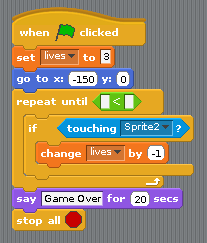 when clicked
set lives to 3
go to x: -150 y: 0
repeat until <
if touching Sprite2 ?
change lives by -1
say Game Over for 20 secs
stop all